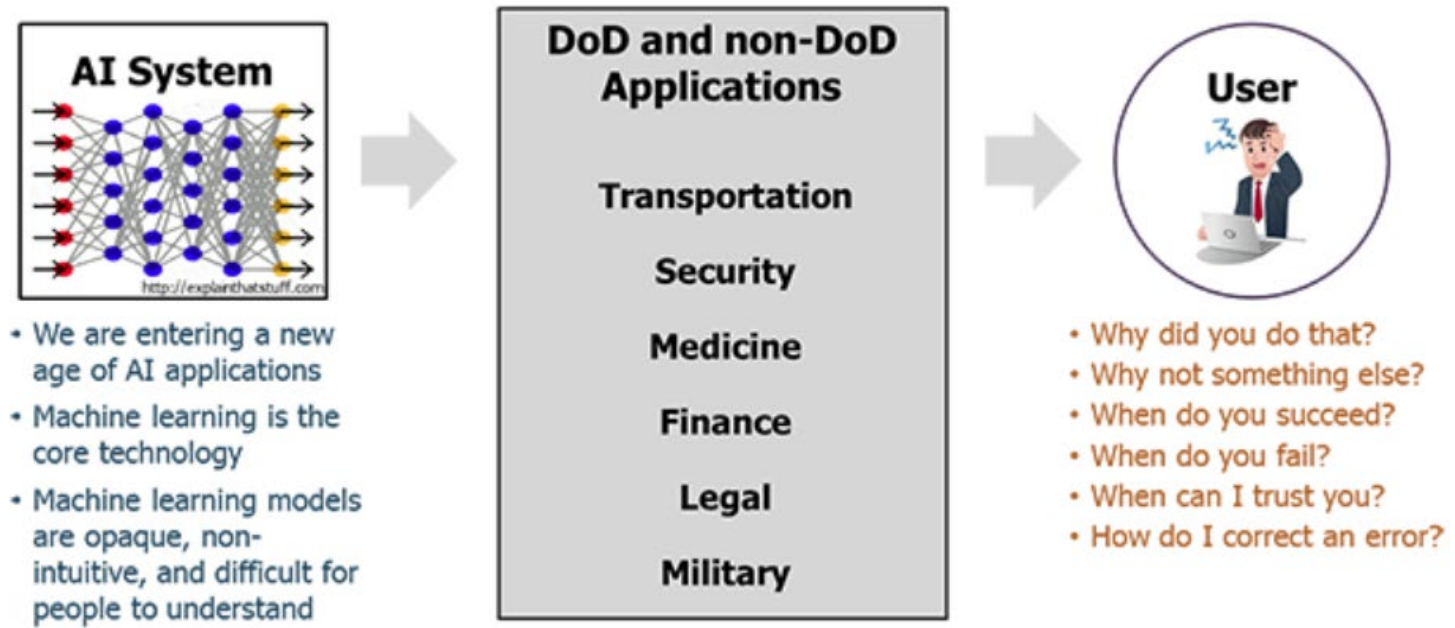 AI System
http://explainthatstuff.com
• We are entering a new
age of AI applications
• Machine learning is the
core technology
• Machine learning models
are opaque, non-
intuitive, and difficult for
people to understand
DoD and non-DoD
Applications
Transportation
Security
Medicine
Finance
Legal
Military
User
• Why did you do that?
• Why not something else?
• When do you succeed?
• When do you fail?
• When can I trust you?
• How do I correct an error?